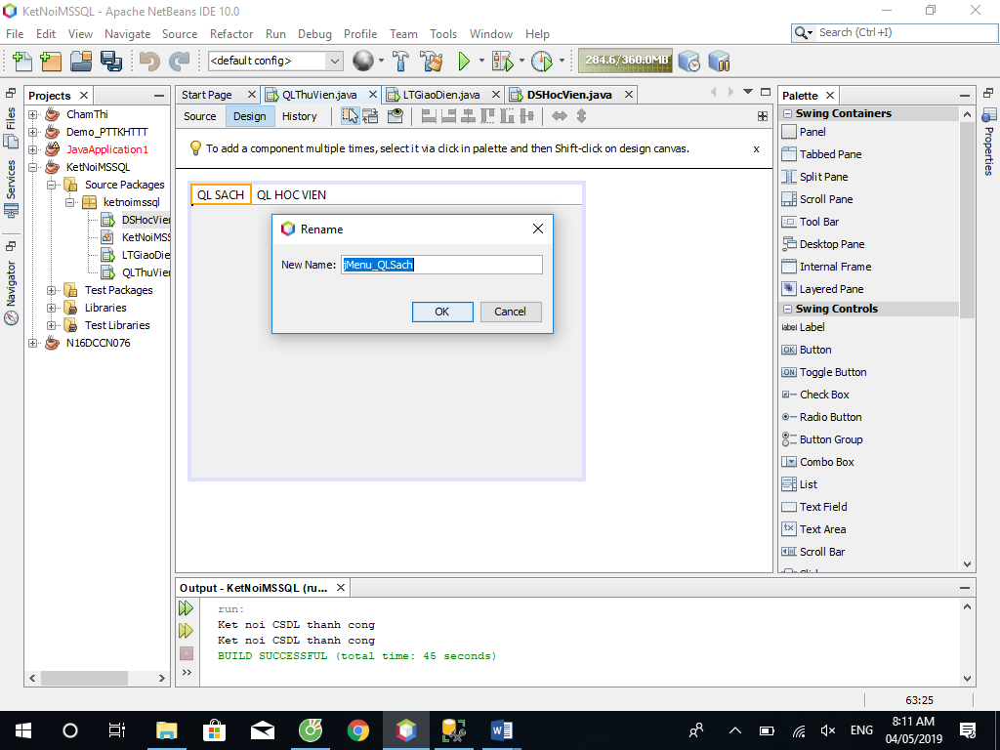 KetNoiMSSQL - Apache NetBeans IDE 10.0
File Edit View Navigate Source Refactor Run Debug Profile Team Tools Window Help
Search (Ctrl+I)
<default config>
284.6/360.0MB
Files
Services
Navigator
Projects
ChamThi
Demo_PTTKHTTT
JavaApplication1
KetNoiMSSQL
Source Packages
ketnoimssql
DSHocVien
KetNoiMSS
LTGiaoDie
QLThuVier
Test Packages
Libraries
Test Libraries
N16DCCN076
Start Page QLThuVien.java LTGiaoDien.java DSHocVien.java
Source Design History
To add a component multiple times, select it via click in palette and then Shift-click on design canvas.
x
QL SACH QL HOC VIEN
Rename
New Name: jMenu_QLSach
OK Cancel
Palette
Swing Containers
Panel
Tabbed Pane
Split Pane
Scroll Pane
Tool Bar
Desktop Pane
Internal Frame
Layered Pane
Swing Controls
label Label
OK Button
ON Toggle Button
Check Box
Radio Button
Button Group
Combo Box
List
Text Field
Text Area
Scroll Bar
Properties
Output - KetNoiMSSQL (ru...
run:
Ket noi CSDL thanh cong
Ket noi CSDL thanh cong
BUILD SUCCESSFUL (total time: 45 seconds)
63:25
ENG
8:11 AM
04/05/2019